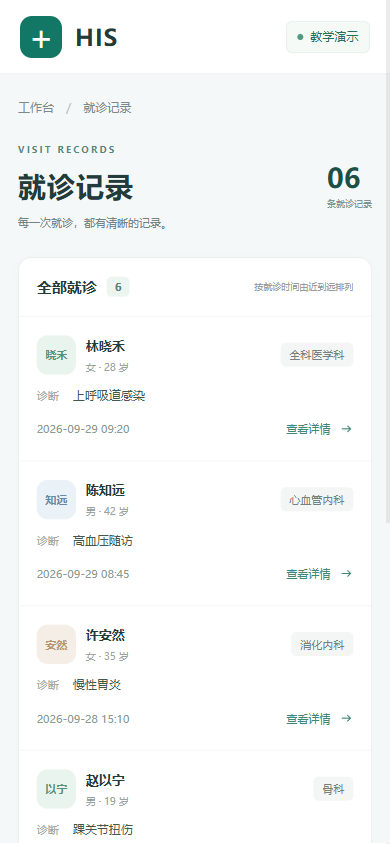 HIS
教学演示
工作台 / 就诊记录
VISIT RECORDS
就诊记录
06
每一次就诊，都有清晰的记录。
条就诊记录
全部就诊 6
按就诊时间由近到远排列
晓禾
林晓禾
女 · 28 岁
全科医学科
诊断 上呼吸道感染
2026-09-29 09:20
查看详情 →
知远
陈知远
男 · 42 岁
心血管内科
诊断 高血压随访
2026-09-29 08:45
查看详情 →
安然
许安然
女 · 35 岁
消化内科
诊断 慢性胃炎
2026-09-28 15:10
查看详情 →
以宁
赵以宁
男 · 19 岁
骨科
诊断 踝关节扭伤